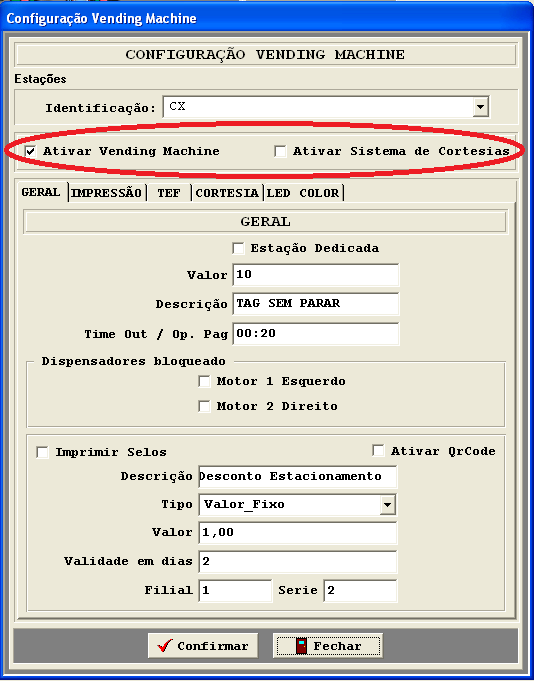 Configuração Vending Machine
CONFIGURAÇÃO VENDING MACHINE
Estações
Identificação: CX
Ativar Vending Machine Ativar Sistema de Cortesias
GERAL IMPRESSÃO TEF CORTESIA LED COLOR
GERAL
Estação Dedicada
Valor 10
Descrição TAG SEM PARAR
Time Out / Op. Pag 00:20
Dispensadores bloqueado
Motor 1 Esquerdo
Motor 2 Direito
Imprimir Selos Ativar QrCode
Descrição Desconto Estacionamento
Tipo Valor_Fixo
Valor 1,00
Validade em dias 2
Filial 1 Serie 2
Confirmar Fechar